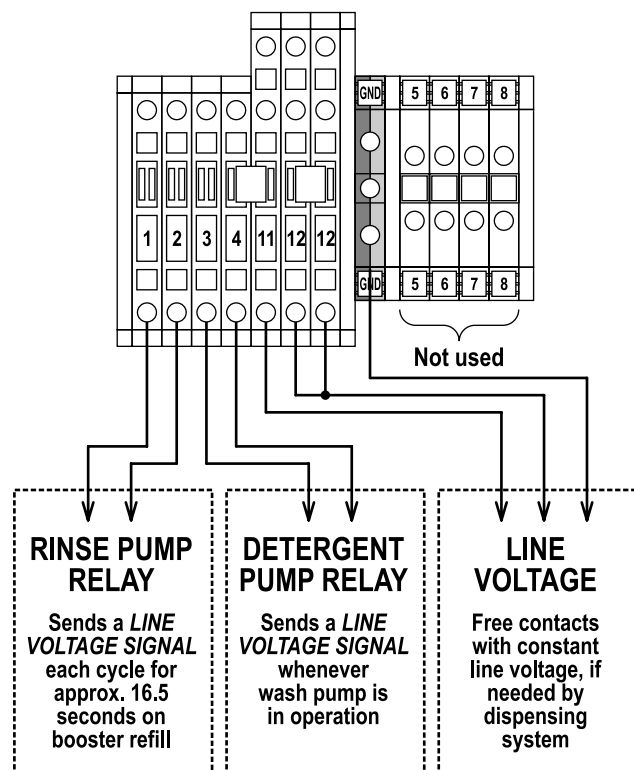 GND 5 6 7 8
1 2 3 4 11 12 12
GND 5 6 7 8
Not used
RINSE PUMP
RELAY
Sends a LINE
VOLTAGE SIGNAL
each cycle for
approx. 16.5
seconds on
booster refill
DETERGENT
PUMP RELAY
Sends a LINE
VOLTAGE SIGNAL
whenever
wash pump is
in operation
LINE
VOLTAGE
Free contacts
with constant
line voltage, if
needed by
dispensing
system